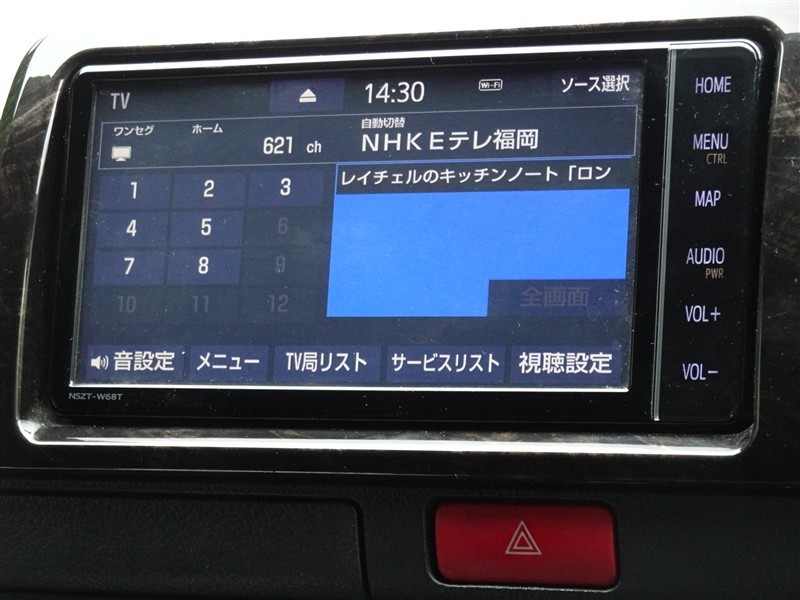 TV 14:30 Wi-Fi ソース選択
ワンセグ ホーム 621 ch
自動切替
NHKEテレ福岡
レイチェルのキッチンノート「ロン
1 2 3
4 5 6
7 8 9
10 11 12
全画面
音設定 メニュー TV局リスト サービスリスト 視聴設定
NSZT-W68T
HOME
MENU
CTRL
MAP
AUDIO
PWR
VOL+
VOL-